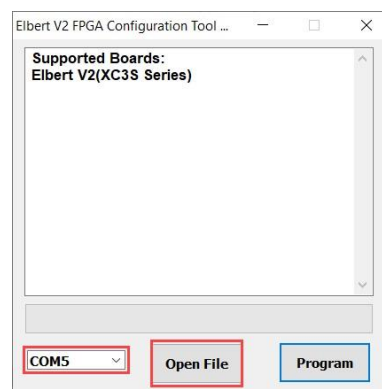 Elbert V2 FPGA Configuration Tool ...
Supported Boards:
Elbert V2(XC3S Series)
COM5
Open File
Program